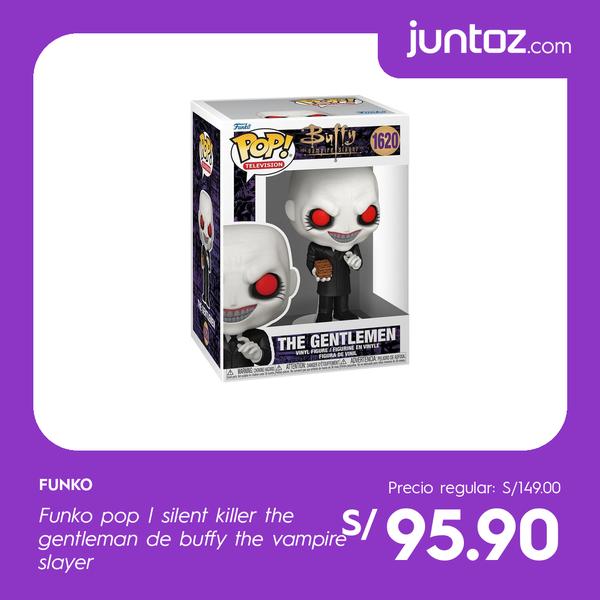 juntoz.com
Funko
POP!
TELEVISION
Buffy
the vampire slayer
1620
POP!
THE GENTLEMEN
VINYL FIGURE / FIGURINE EN VINYLE
FIGURA DE VINIL
FUNKO
Funko pop | silent killer the
gentleman de buffy the vampire
slayer
Precio regular: S/149.00
S/ 95.90